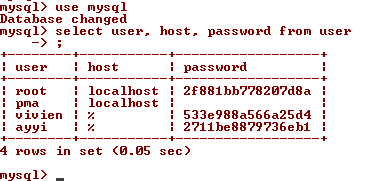 mysql> use mysql
Database changed
mysql> select user, host, password from user
    -> ;
+--------+-----------+------------------+
| user   | host      | password         |
+--------+-----------+------------------+
| root   | localhost | 2f881bb778207d8a |
| pma    | localhost |                  |
| vivien | %         | 533e988a566a25d4 |
| ayyi   | %         | 2711be8879736eb1 |
+--------+-----------+------------------+
4 rows in set (0.05 sec)
mysql> _